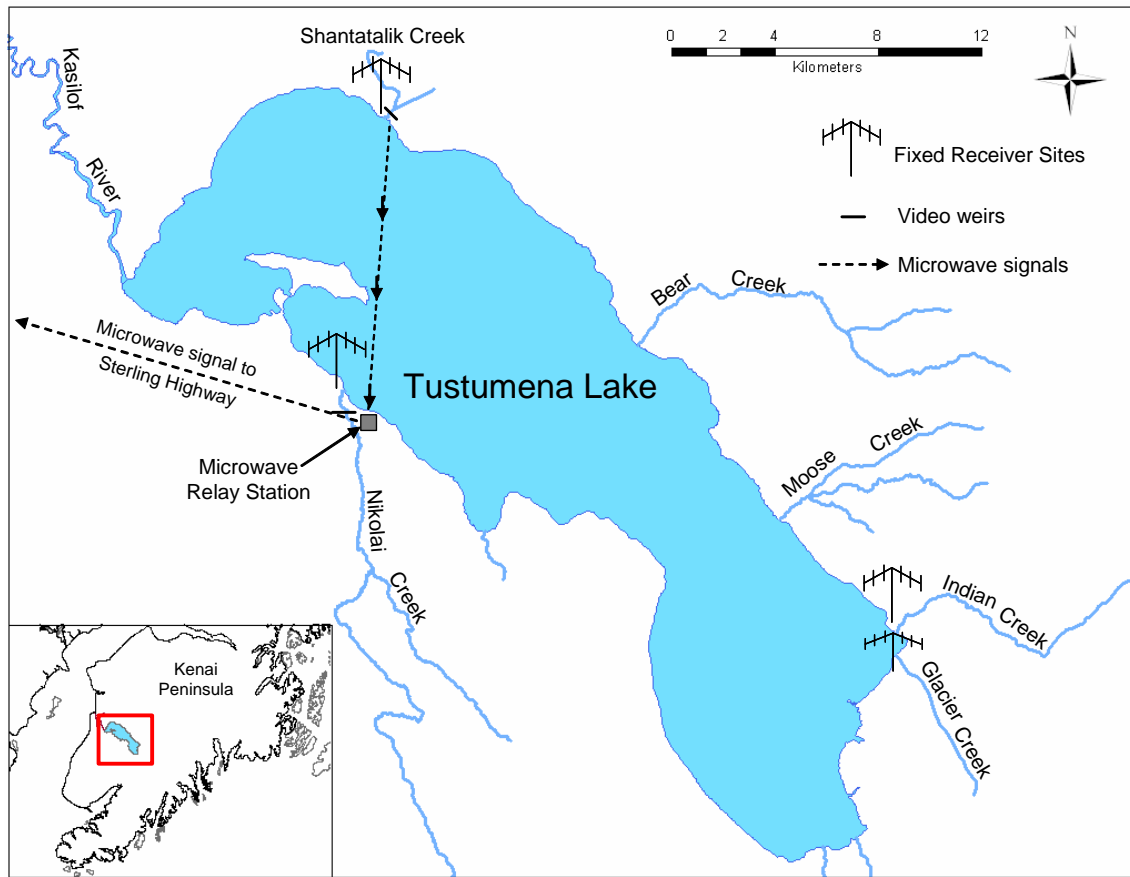 Shantatalik Creek
0 4 8 12
Kilometers
N
Kasilof
River
Fixed Receiver Sites
Video weirs
Microwave signals
Bear Creek
Microwave signal to
Sterling Highway
Tustumena Lake
Moose Creek
Microwave
Relay Station
Nikolai
Creek
Indian Creek
Glacier Creek
Kenai
Peninsula